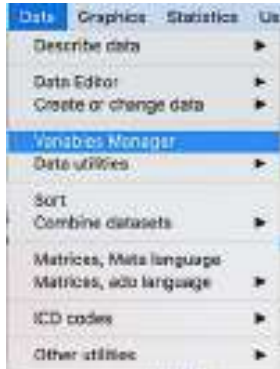 Data Graphics Statistics Us
Describe data
Data Editor
Create or change data
Variables Manager
Data utilities
Sort
Combine datasets
Matrices, Mata language
Matrices, ado language
ICD codes
Other utilities